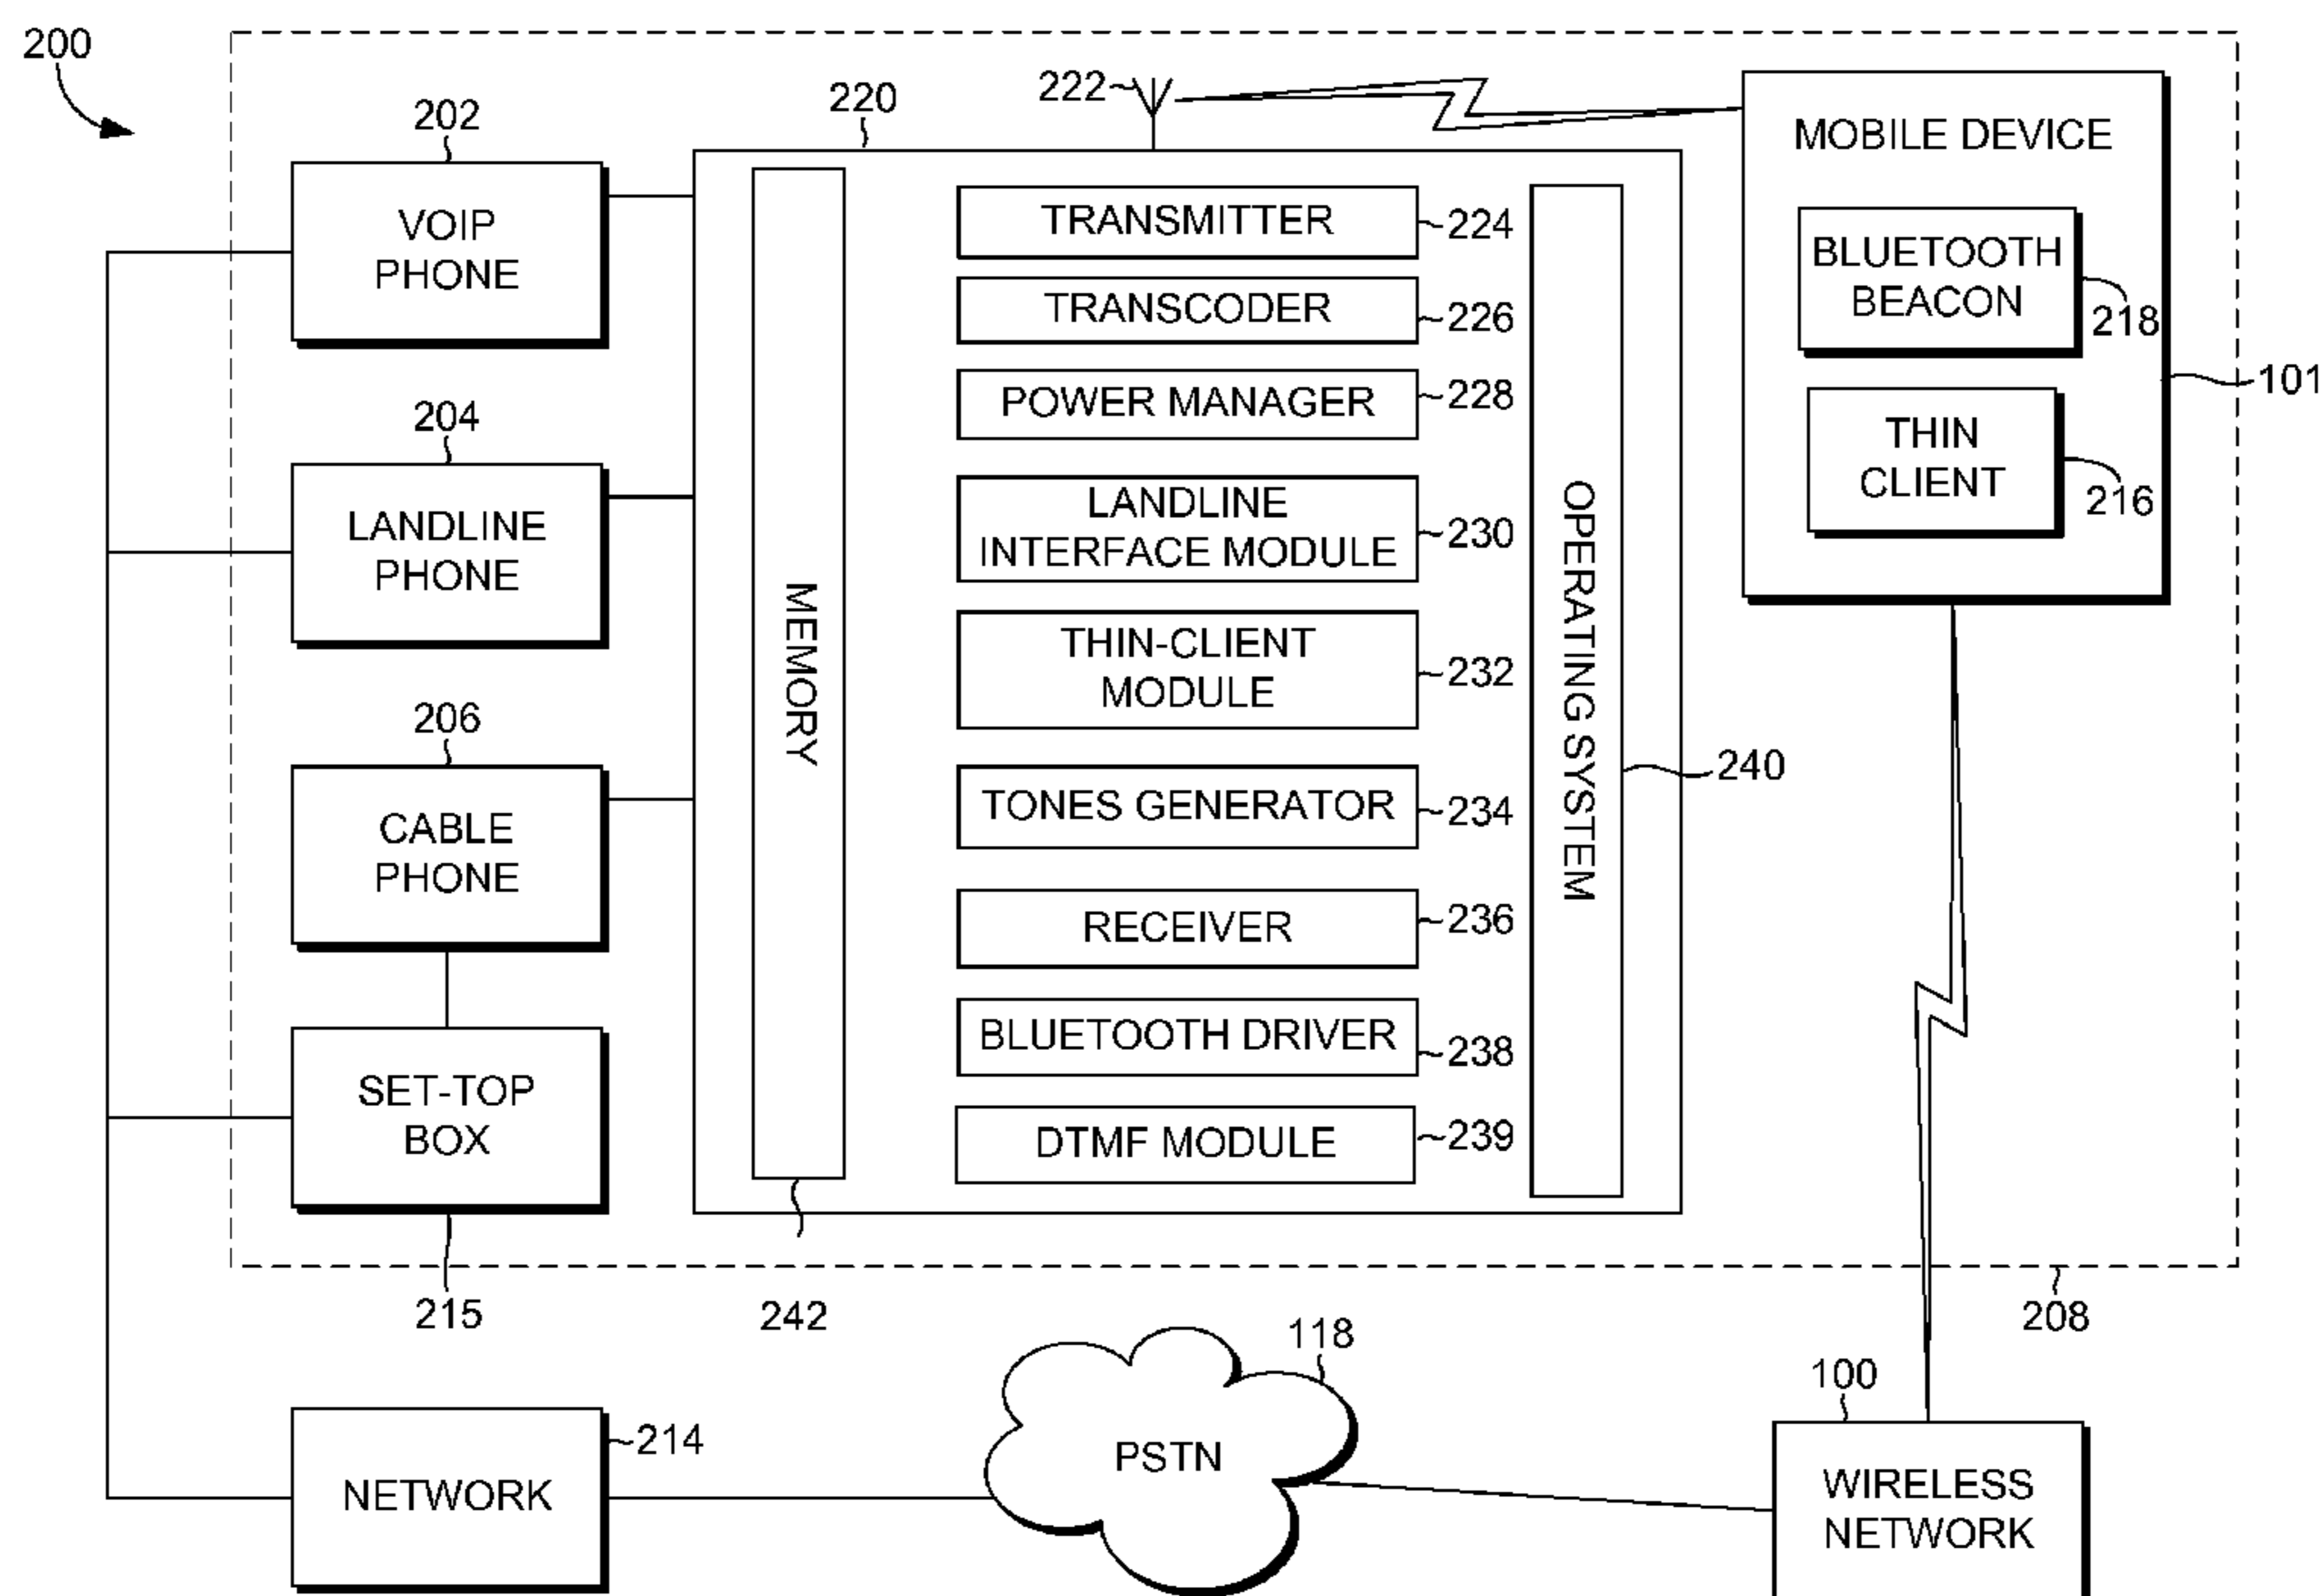 200
202
VOIP
PHONE
204
LANDLINE
PHONE
206
CABLE
PHONE
SET-TOP
BOX
215
220
222
MEMORY
242
TRANSMITTER
224
TRANSCODER
226
POWER MANAGER
228
LANDLINE
INTERFACE MODULE
230
THIN-CLIENT
MODULE
232
TONES GENERATOR
234
RECEIVER
236
BLUETOOTH DRIVER
238
DTMF MODULE
239
OPERATING SYSTEM
240
MOBILE DEVICE
BLUETOOTH
BEACON
218
THIN
CLIENT
216
101
208
NETWORK
214
PSTN
118
100
WIRELESS
NETWORK